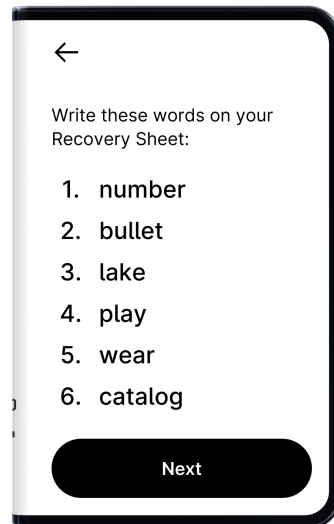 Write these words on your
Recovery Sheet:
1. number
2. bullet
3. lake
4. play
5. wear
6. catalog
Next